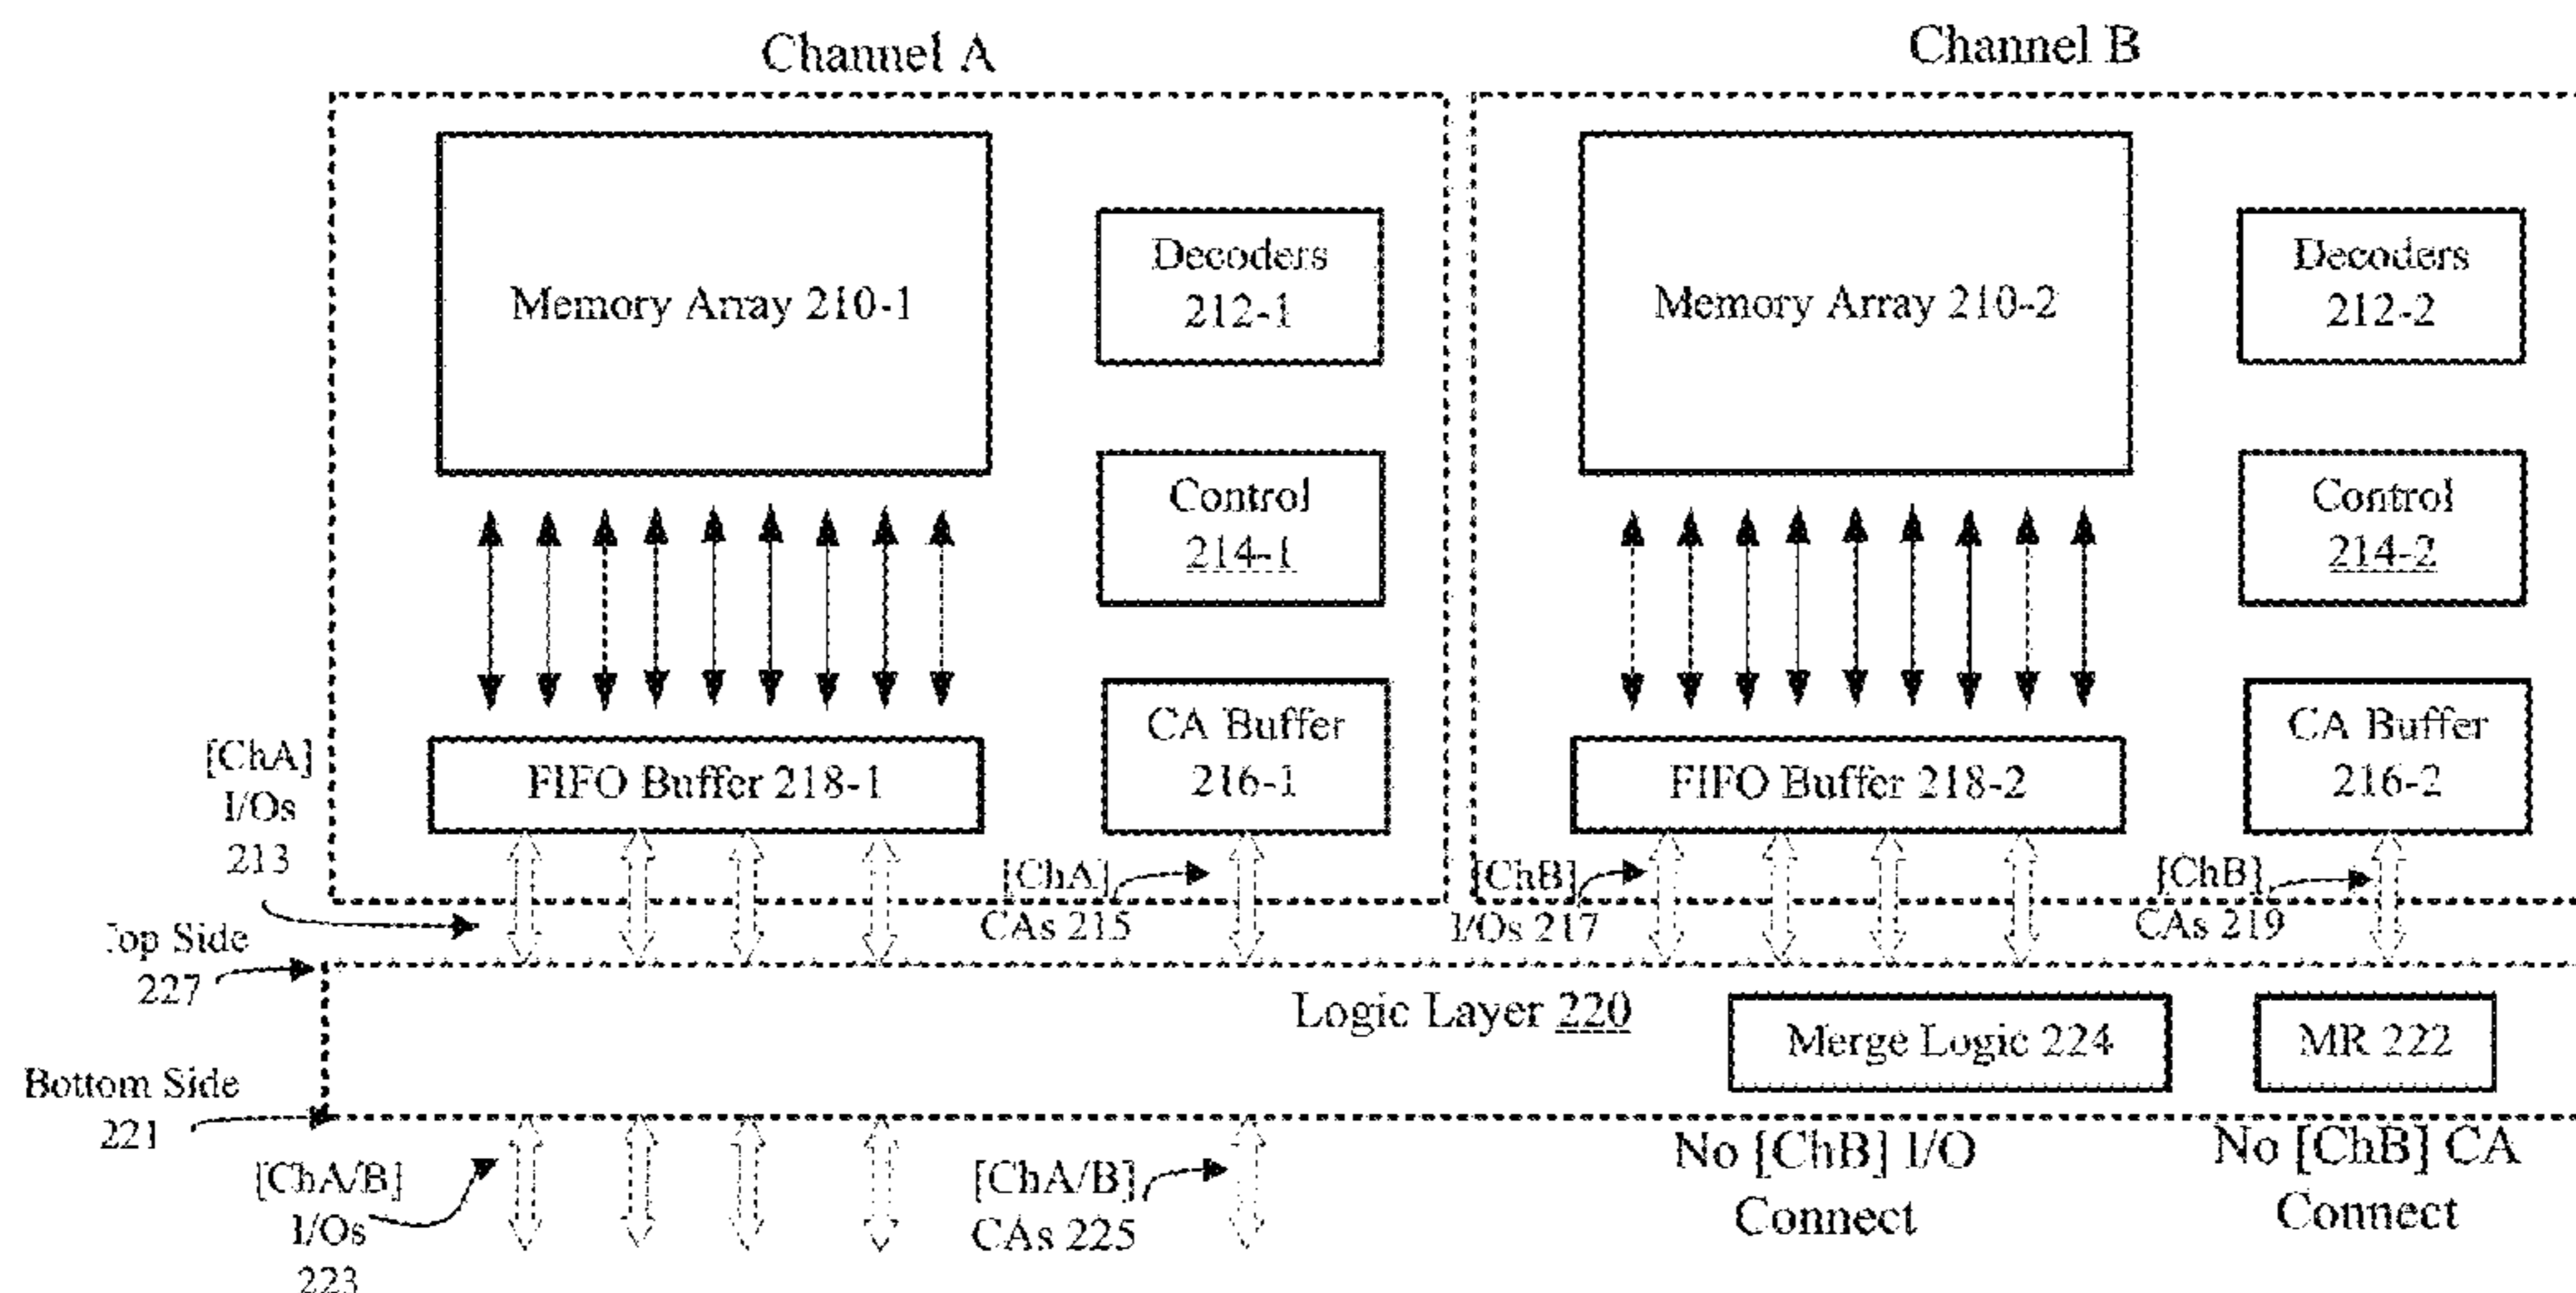 Channel A
Channel B
Memory Array 210-1
Decoders
212-1
Control
214-1
CA Buffer
216-1
FIFO Buffer 218-1
Memory Array 210-2
Decoders
212-2
Control
214-2
CA Buffer
216-2
FIFO Buffer 218-2
[ChA]
I/Os
213
[ChA]
CAs 215
[ChB]
I/Os 217
[ChB]
CAs 219
op Side
227
Logic Layer 220
Merge Logic 224
MR 222
Bottom Side
221
[ChA/B]
I/Os
223
[ChA/B]
CAs 225
No [ChB] I/O
Connect
No [ChB] CA
Connect